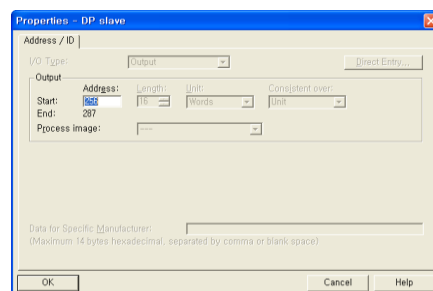 Properties - DP slave
Address / ID
I/O Type: Output Direct Entry...
Output
Address: Length: Unit: Consistent over:
Start: 256 16 Words Unit
End: 287
Process image: ---
Data for Specific Manufacturer:
(Maximum 14 bytes hexadecimal, separated by comma or blank space)
OK Cancel Help